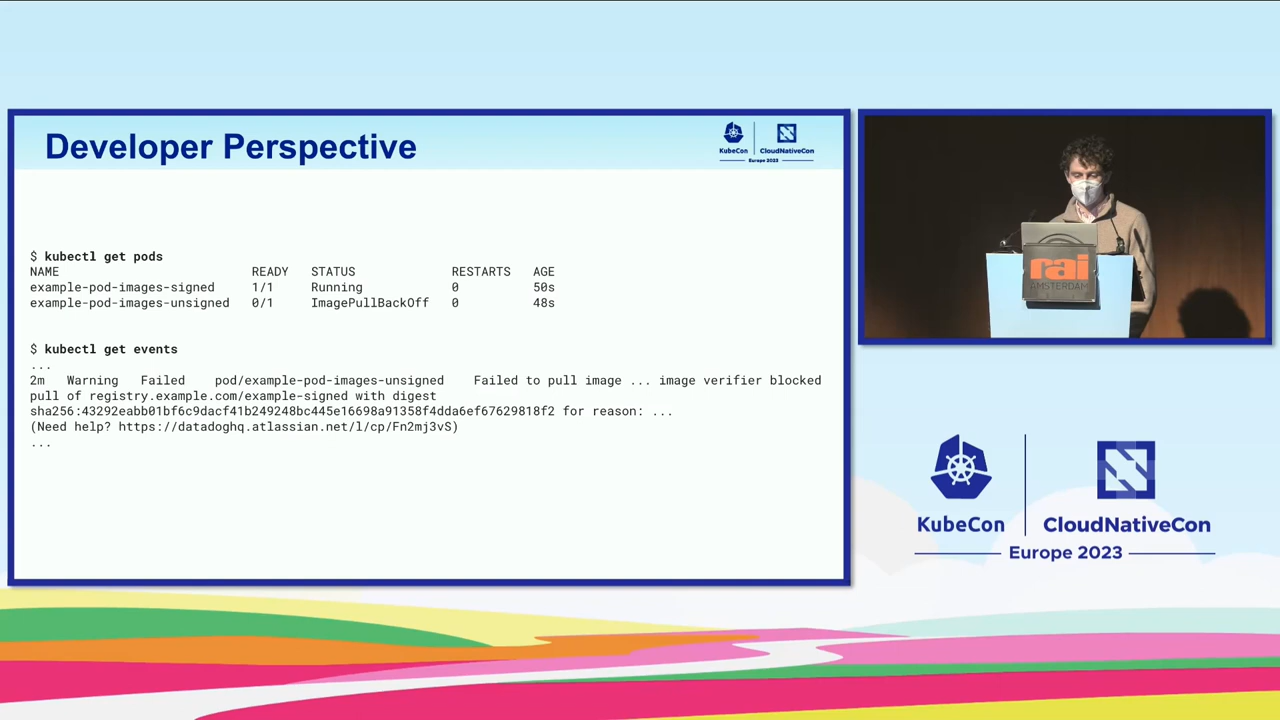 Developer Perspective
KubeCon
CloudNativeCon
Europe 2023
$ kubectl get pods
NAME READY STATUS RESTARTS AGE
example-pod-images-signed 1/1 Running 0 50s
example-pod-images-unsigned 0/1 ImagePullBackOff 0 48s
$ kubectl get events
...
2m Warning Failed pod/example-pod-images-unsigned Failed to pull image ... image verifier blocked
pull of registry.example.com/example-signed with digest
sha256:43292eabb01bf6c9dacf41b249248bc445e16698a91358f4dda6ef67629818f2 for reason: ...
(Need help? https://datadoghq.atlassian.net/l/cp/Fn2mj3vS)
...
rai
AMSTERDAM
KubeCon
CloudNativeCon
Europe 2023